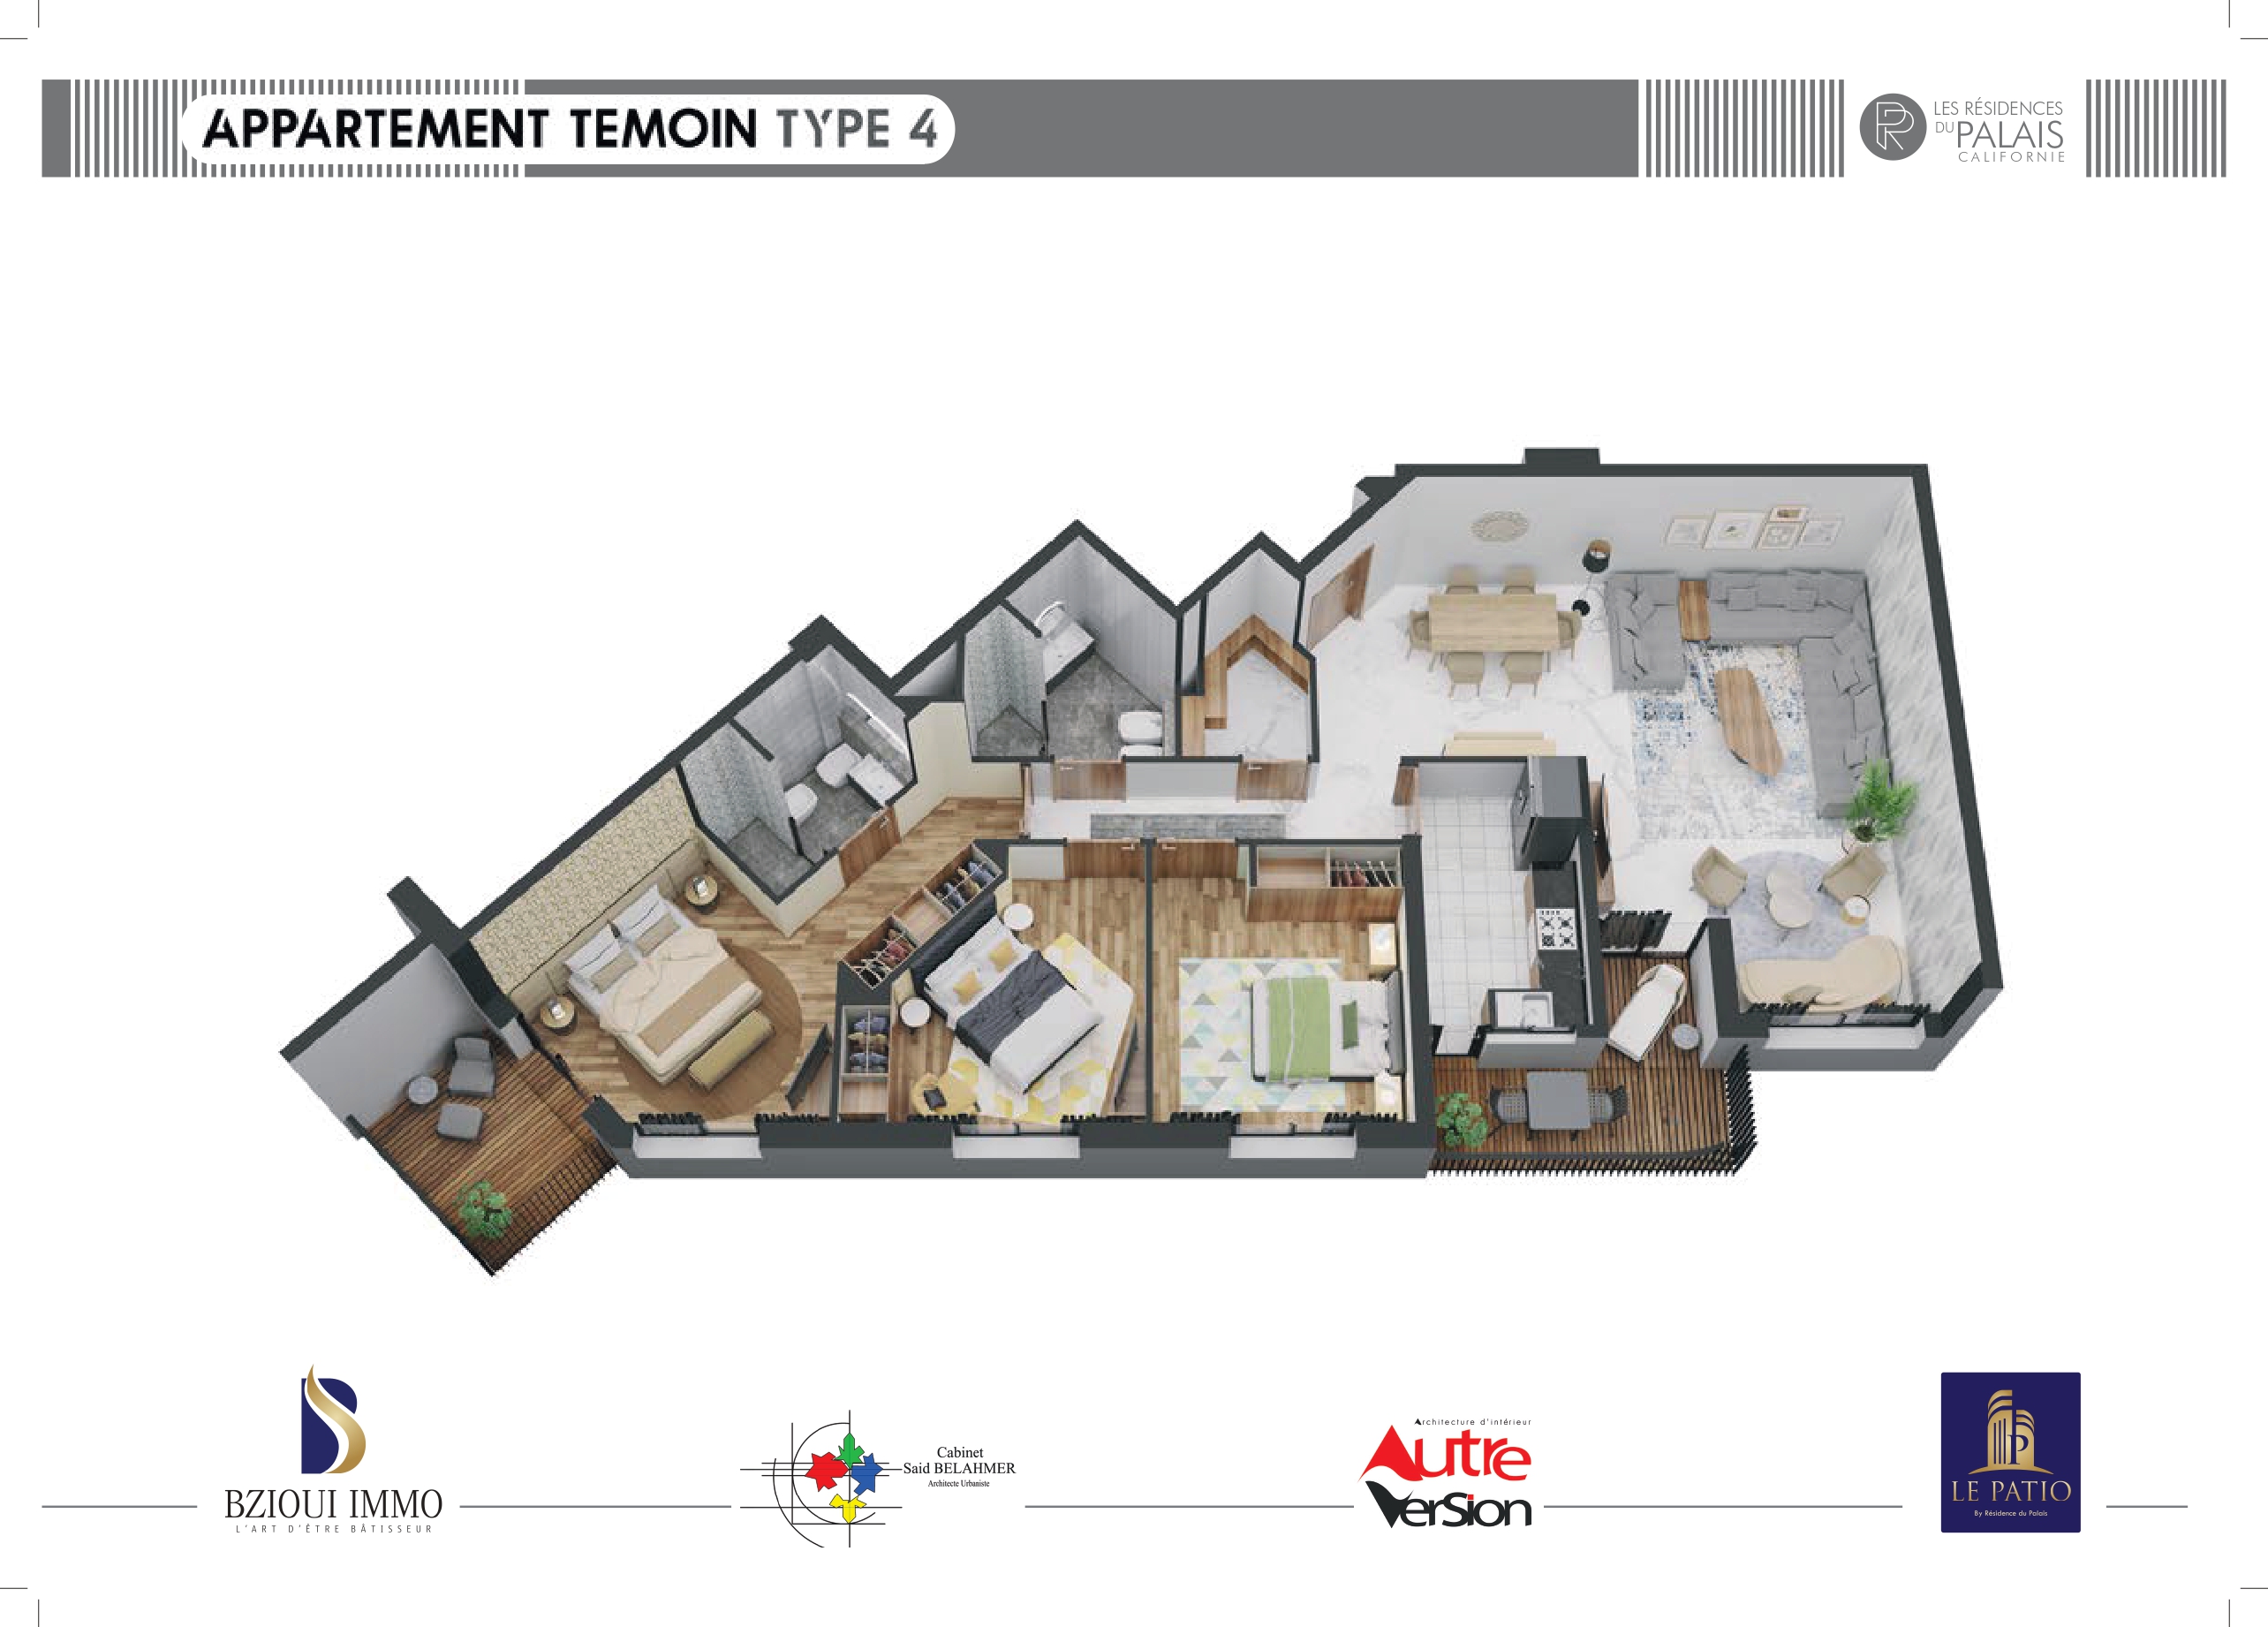 APPARTEMENT TEMOIN TYPE 4
LES RÉSIDENCES
DU PALAIS
CALIFORNIE
BZIOUI IMMO
L'ART D'ÊTRE BÂTISSEUR
Cabinet
Said BELAHMER
Architecte Urbaniste
Architecture d'intérieur
Autre
Version
LE PATIO
By Résidence du Palais